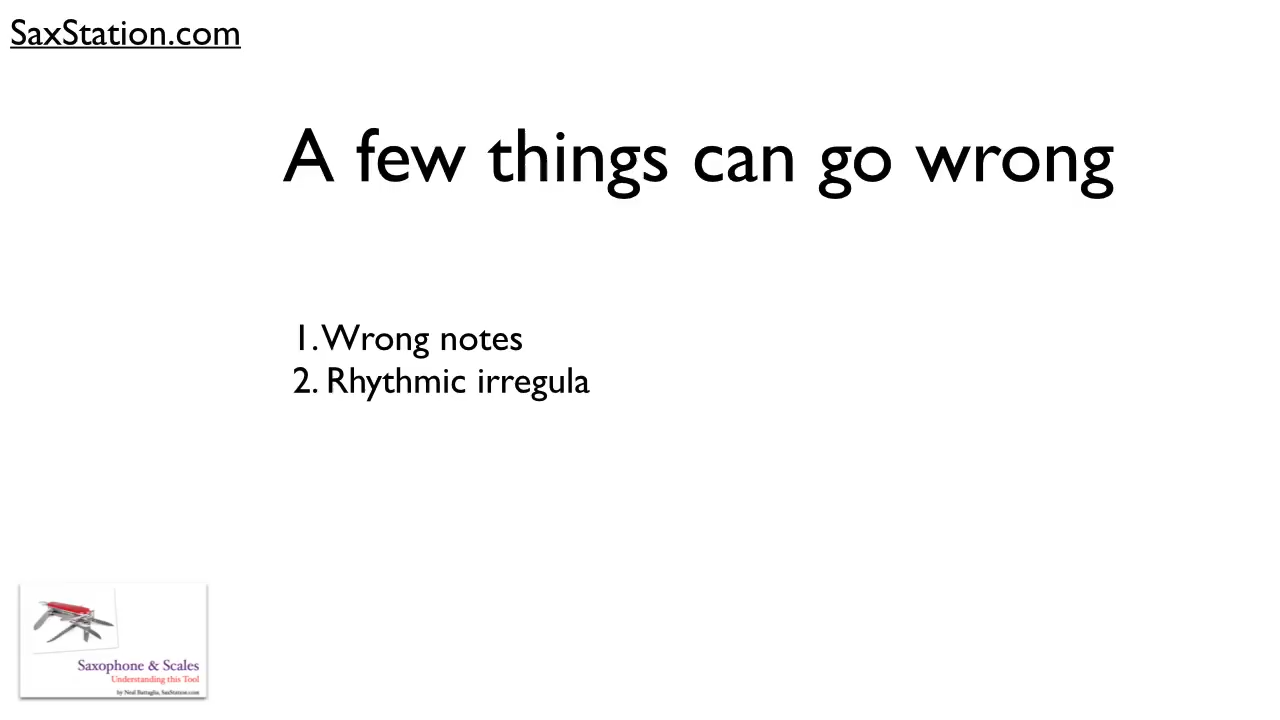 SaxStation.com
A few things can go wrong
1. Wrong notes
2. Rhythmic irregula
Saxophone & Scales
Understanding this Tool
by Neal Battaglia, SaxStation.com